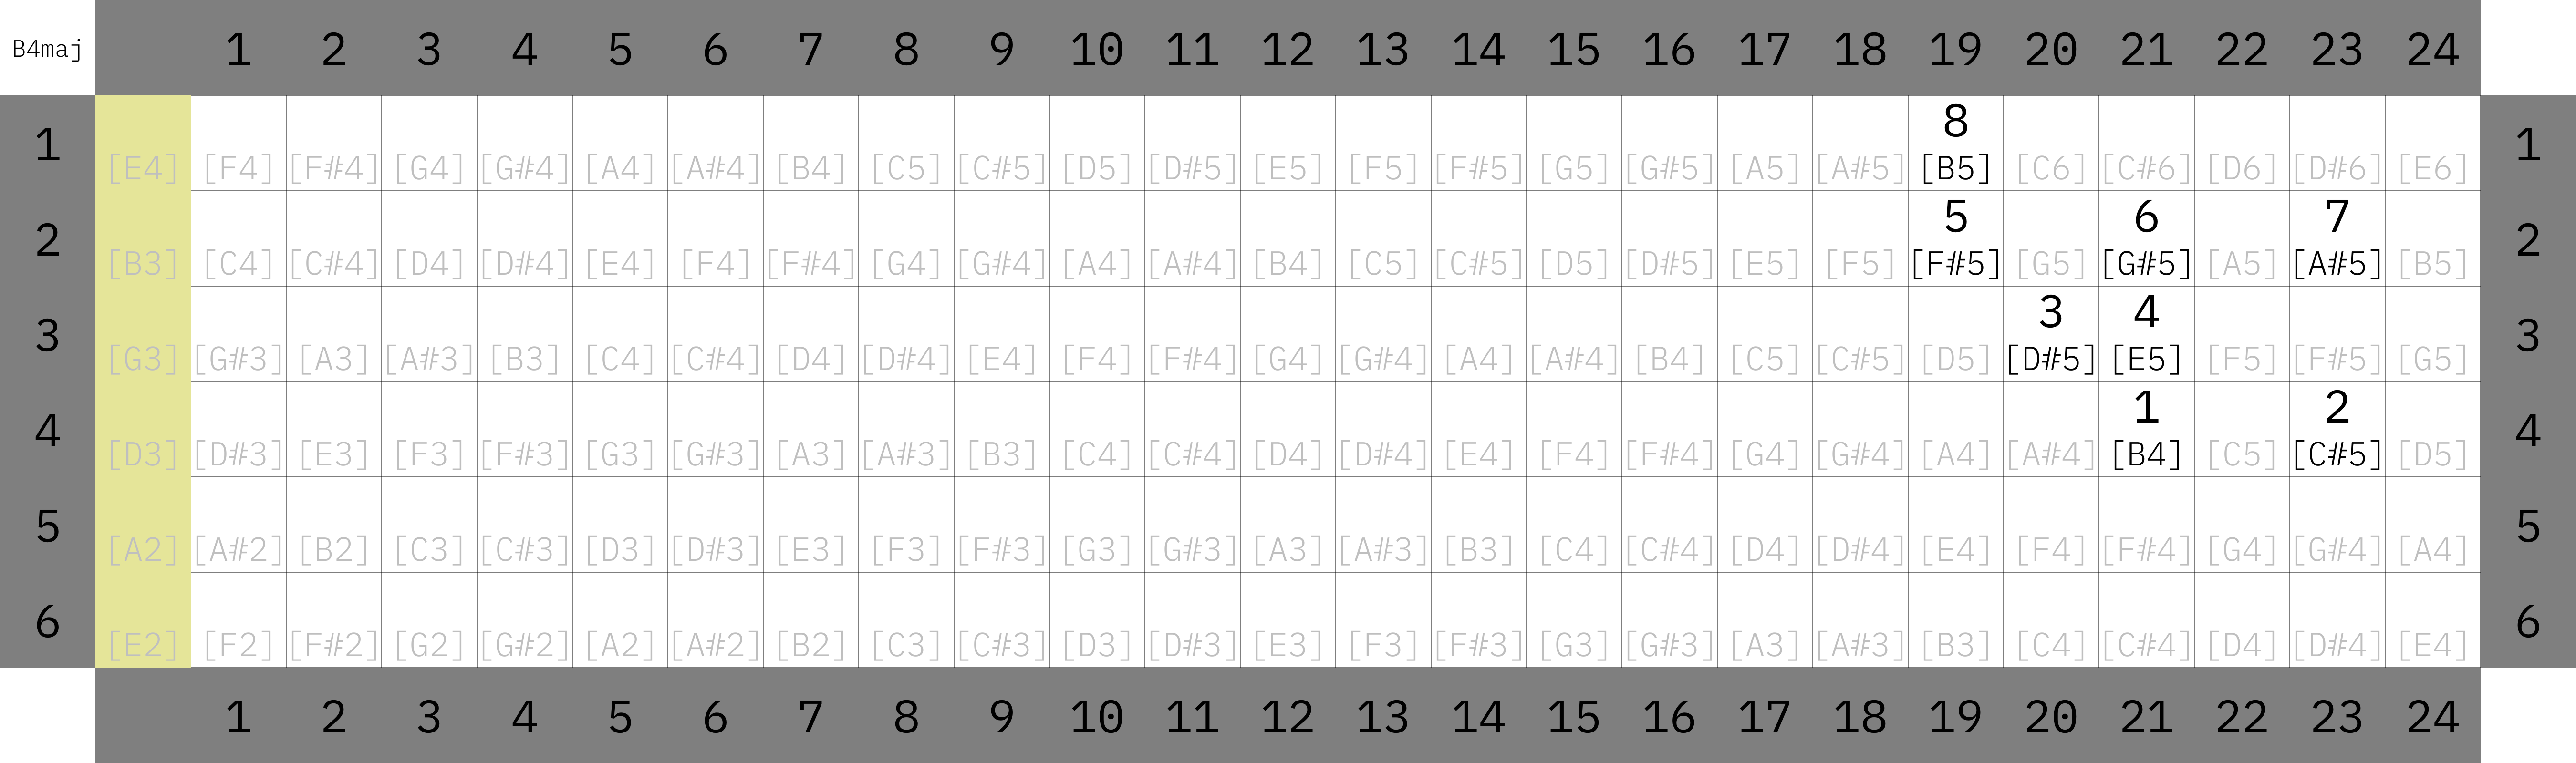 B4maj 1 2 3 4 5 6 7 8 9 10 11 12 13 14 15 16 17 18 19 20 21 22 23 24
8
1 [E4] [F4] [F#4] [G4] [G#4] [A4] [A#4] [B4] [C5] [C#5] [D5] [D#5] [E5] [F5] [F#5] [G5] [G#5] [A5] [A#5] [B5] [C6] [C#6] [D6] [D#6] [E6] 1
5 6 7
2 [B3] [C4] [C#4] [D4] [D#4] [E4] [F4] [F#4] [G4] [G#4] [A4] [A#4] [B4] [C5] [C#5] [D5] [D#5] [E5] [F5] [F#5] [G5] [G#5] [A5] [A#5] [B5] 2
3 4
3 [G3] [G#3] [A3] [A#3] [B3] [C4] [C#4] [D4] [D#4] [E4] [F4] [F#4] [G4] [G#4] [A4] [A#4] [B4] [C5] [C#5] [D5] [D#5] [E5] [F5] [F#5] [G5] 3
1 2
4 [D3] [D#3] [E3] [F3] [F#3] [G3] [G#3] [A3] [A#3] [B3] [C4] [C#4] [D4] [D#4] [E4] [F4] [F#4] [G4] [G#4] [A4] [A#4] [B4] [C5] [C#5] [D5] 4
5 [A2] [A#2] [B2] [C3] [C#3] [D3] [D#3] [E3] [F3] [F#3] [G3] [G#3] [A3] [A#3] [B3] [C4] [C#4] [D4] [D#4] [E4] [F4] [F#4] [G4] [G#4] [A4] 5
6 [E2] [F2] [F#2] [G2] [G#2] [A2] [A#2] [B2] [C3] [C#3] [D3] [D#3] [E3] [F3] [F#3] [G3] [G#3] [A3] [A#3] [B3] [C4] [C#4] [D4] [D#4] [E4] 6
1 2 3 4 5 6 7 8 9 10 11 12 13 14 15 16 17 18 19 20 21 22 23 24